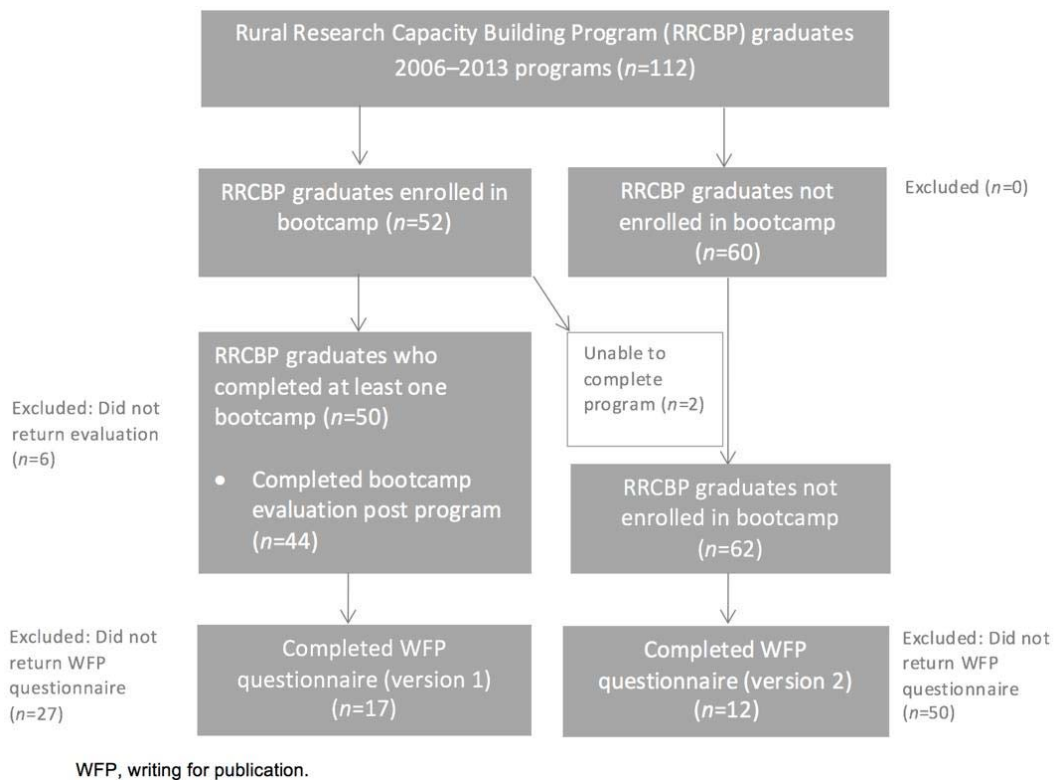 Rural Research Capacity Building Program (RRCBP) graduates
2006–2013 programs (n=112)
RRCBP graduates enrolled in
bootcamp (n=52)
RRCBP graduates not
enrolled in bootcamp
(n=60)
Excluded (n=0)
Excluded: Did not
return evaluation
(n=6)
RRCBP graduates who
completed at least one
bootcamp (n=50)
• Completed bootcamp
evaluation post program
(n=44)
Unable to
complete
program (n=2)
RRCBP graduates not
enrolled in bootcamp
(n=62)
Excluded: Did not
return WFP
questionnaire
(n=27)
Completed WFP
questionnaire (version 1)
(n=17)
Completed WFP
questionnaire (version 2)
(n=12)
Excluded: Did not
return WFP
questionnaire
(n=50)
WFP, writing for publication.